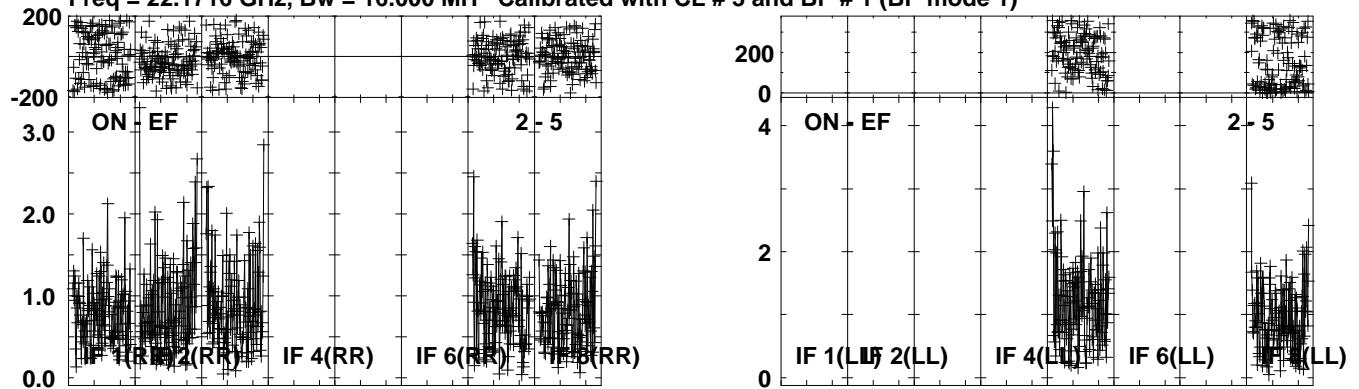 Freq = 22.1716 GHz, Bw = 16.000 MH Calibrated with CL # 3 and BP # 1 (BP mode 1)
200
-200
ON - EF
2 - 5
3.0
2.0
1.0
0.0
IF 1(RR) 2(RR)
IF 4(RR)
IF 6(RR)
IF 8(RR)
200
0
ON - EF
2 - 5
4
2
0
IF 1(LL)
IF 2(LL)
IF 4(LL)
IF 6(LL)
IF 8(LL)